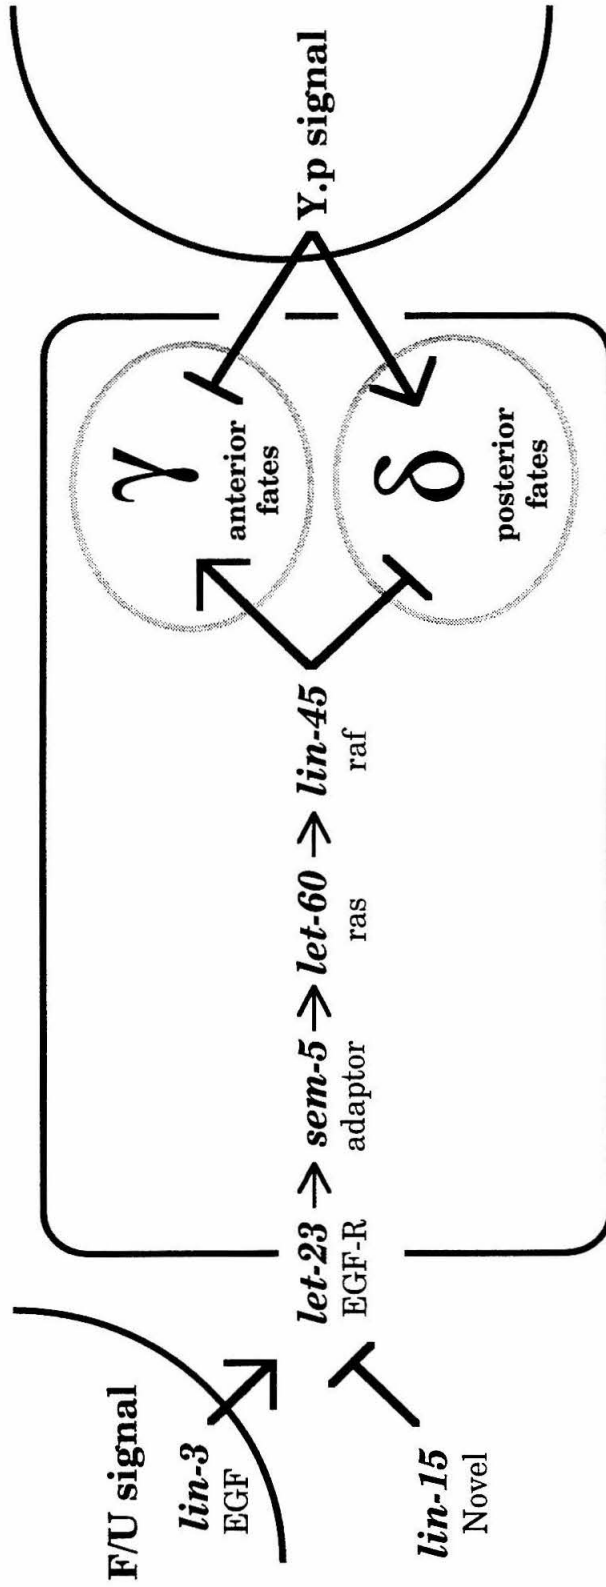 F/U signal
lin-3
EGF
lin-15
Novel
let-23 → sem-5 → let-60 → lin-45
EGF-R adaptor ras raf
γ
anterior
fates
δ
posterior
fates
Y.p signal